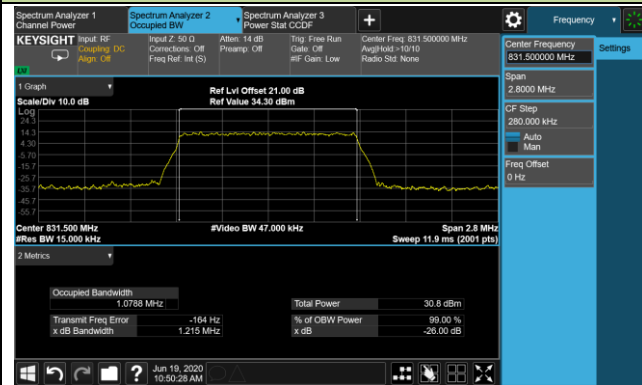 Spectrum Analyzer 1
Channel Power
Spectrum Analyzer 2
Occupied BW
Spectrum Analyzer 3
Power Stat CCDF
Frequency
KEYSIGHT
Input: RF
Coupling: DC
Align: Off
Input Z: 50 Ω
Corrections: Off
Freq Ref: Int (S)
Atten: 14 dB
Preamp: Off
Trig: Free Run
Gate: Off
#IF Gain: Low
Center Freq: 831.500000 MHz
Avg|Hold:>10/10
Radio Std: None
Center Frequency
831.500000 MHz
Settings
Span
2.8000 MHz
CF Step
280.000 kHz
Auto
Man
Freq Offset
0 Hz
1 Graph
Scale/Div 10.0 dB
Ref Lvl Offset 21.00 dB
Ref Value 34.30 dBm
Log
24.3
14.3
4.30
-5.70
-15.7
-25.7
-35.7
-45.7
-55.7
Center 831.500 MHz
#Res BW 15.000 kHz
#Video BW 47.000 kHz
Span 2.8 MHz
Sweep 11.9 ms (2001 pts)
2 Metrics
Occupied Bandwidth
1.0788 MHz
Total Power 30.8 dBm
Transmit Freq Error -164 Hz
% of OBW Power 99.00 %
x dB Bandwidth 1.215 MHz
x dB -26.00 dB
Jun 19, 2020
10:50:28 AM